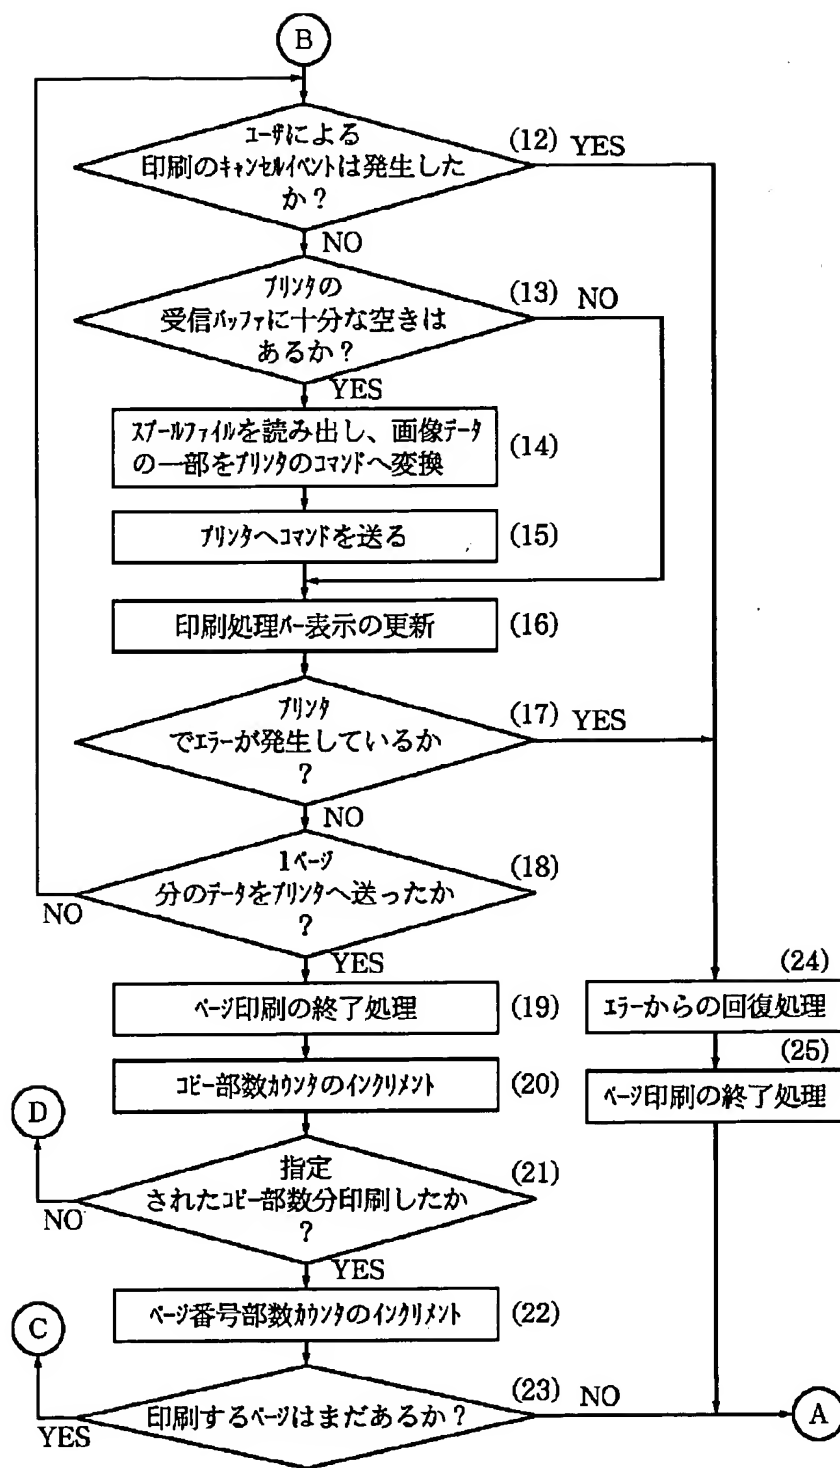 B
ユーザによる
印刷のキャンセルイベントは発生した
か?
(12) YES
NO
プリンタの
受信バッファに十分な空きは
あるか?
(13) NO
YES
スプールファイルを読み出し、画像データ
の一部をプリンタのコマンドへ変換
(14)
プリンタへコマンドを送る
(15)
印刷処理バー表示の更新
(16)
プリンタ
でエラーが発生しているか
?
(17) YES
NO
1ページ
分のデータをプリンタへ送ったか
?
(18)
NO
YES
ページ印刷の終了処理
(19)
(24)
エラーからの回復処理
コピー部数カウンタのインクリメント
(20)
(25)
ページ印刷の終了処理
D
指定
されたコピー部数分印刷したか
?
(21)
NO
YES
ページ番号部数カウンタのインクリメント
(22)
C
印刷するページはまだあるか?
(23) NO
YES
A